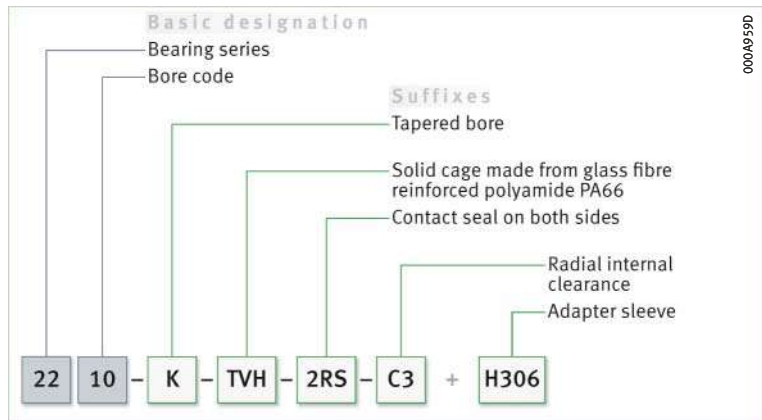 Basic designation
Bearing series
Bore code
Suffixes
Tapered bore
Solid cage made from glass fibre
reinforced polyamide PA66
Contact seal on both sides
Radial internal
clearance
Adapter sleeve
22 10 – K – TVH – 2RS – C3 + H306
000A959D